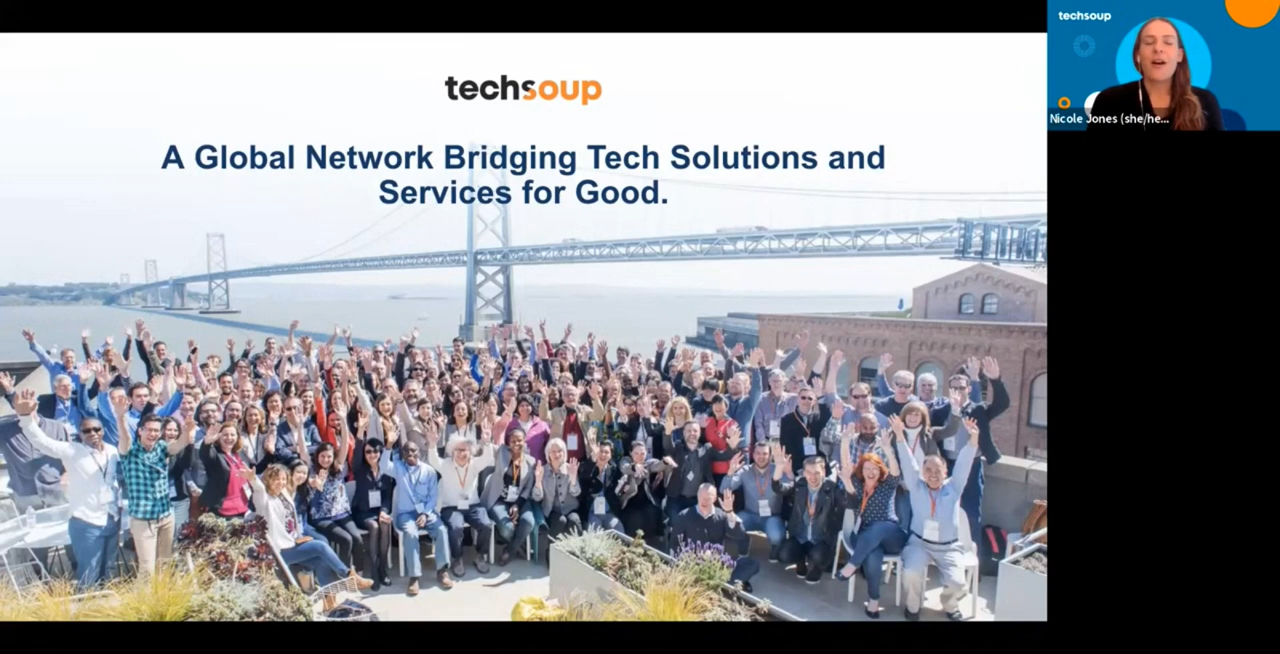 techsoup
A Global Network Bridging Tech Solutions and
Services for Good.
techsoup
Nicole Jones (she/he...